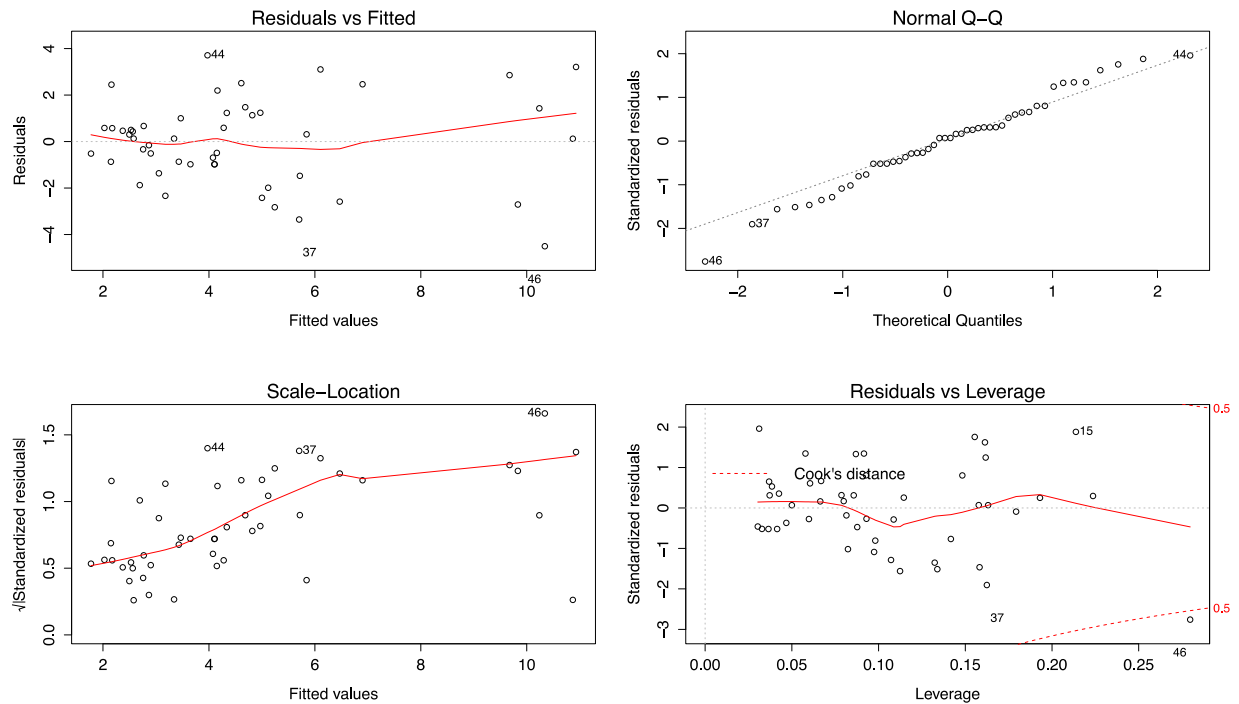 Residuals vs Fitted
Residuals
4
2
0
−2
−4
44
37
46
2 4 6 8 10
Fitted values
Normal Q−Q
Standardized residuals
2
1
0
−1
−2
44
37
46
−2 −1 0 1 2
Theoretical Quantiles
Scale−Location
√|Standardized residuals|
1.5
1.0
0.5
0.0
46
44
37
2 4 6 8 10
Fitted values
Residuals vs Leverage
Standardized residuals
2
1
0
−1
−2
−3
0.5
15
Cook's distance
0.5
37
46
0.00 0.05 0.10 0.15 0.20 0.25
Leverage